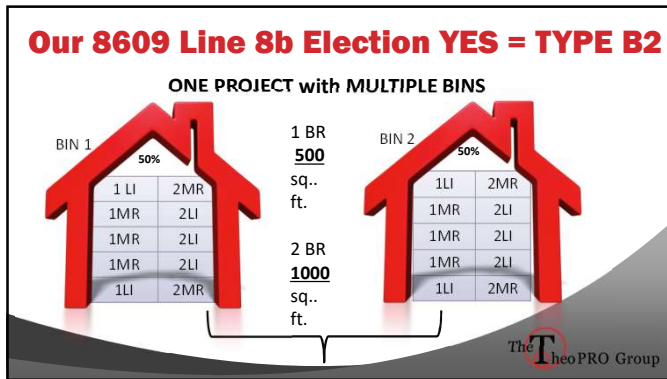 Our 8609 Line 8b Election YES = TYPE B2
ONE PROJECT with MULTIPLE BINS
BIN 1
50%
1 LI 2MR
1MR 2LI
1MR 2LI
1MR 2LI
1LI 2MR
1 BR
500
sq..
ft.
2 BR
1000
sq..
ft.
BIN 2
50%
1LI 2MR
1MR 2LI
1MR 2LI
1MR 2LI
1LI 2MR
The TheoPRO Group